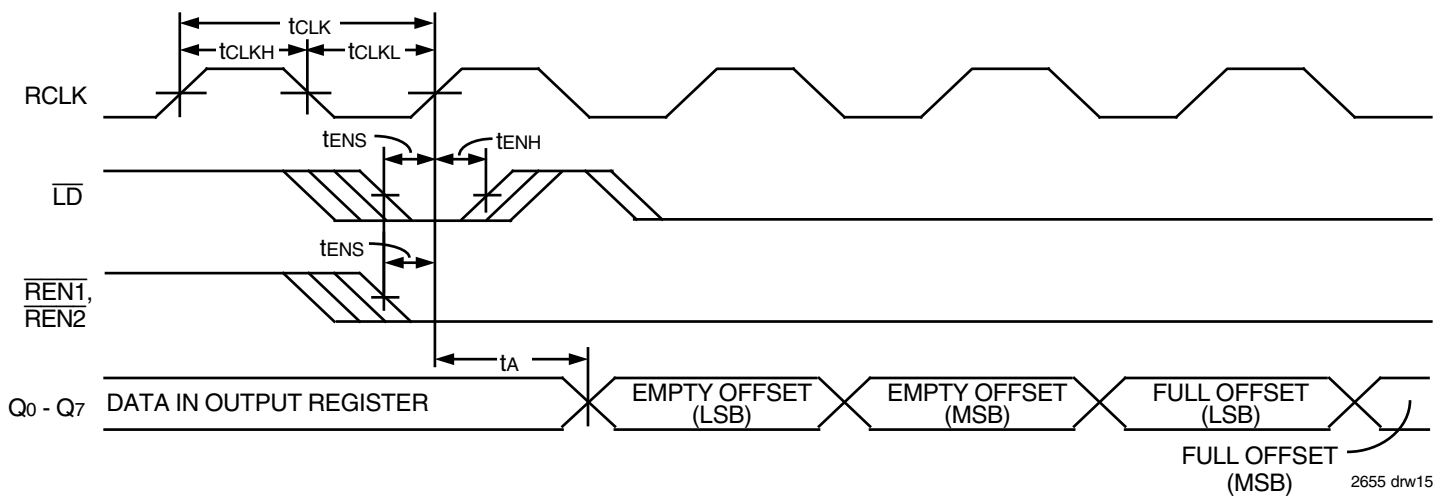 tCLK
tCLKH
tCLKL
RCLK
tENS
tENH
LD
tENS
REN1,
REN2
tA
Q0 - Q7
DATA IN OUTPUT REGISTER
EMPTY OFFSET
(LSB)
EMPTY OFFSET
(MSB)
FULL OFFSET
(LSB)
FULL OFFSET
(MSB)
2655 drw15